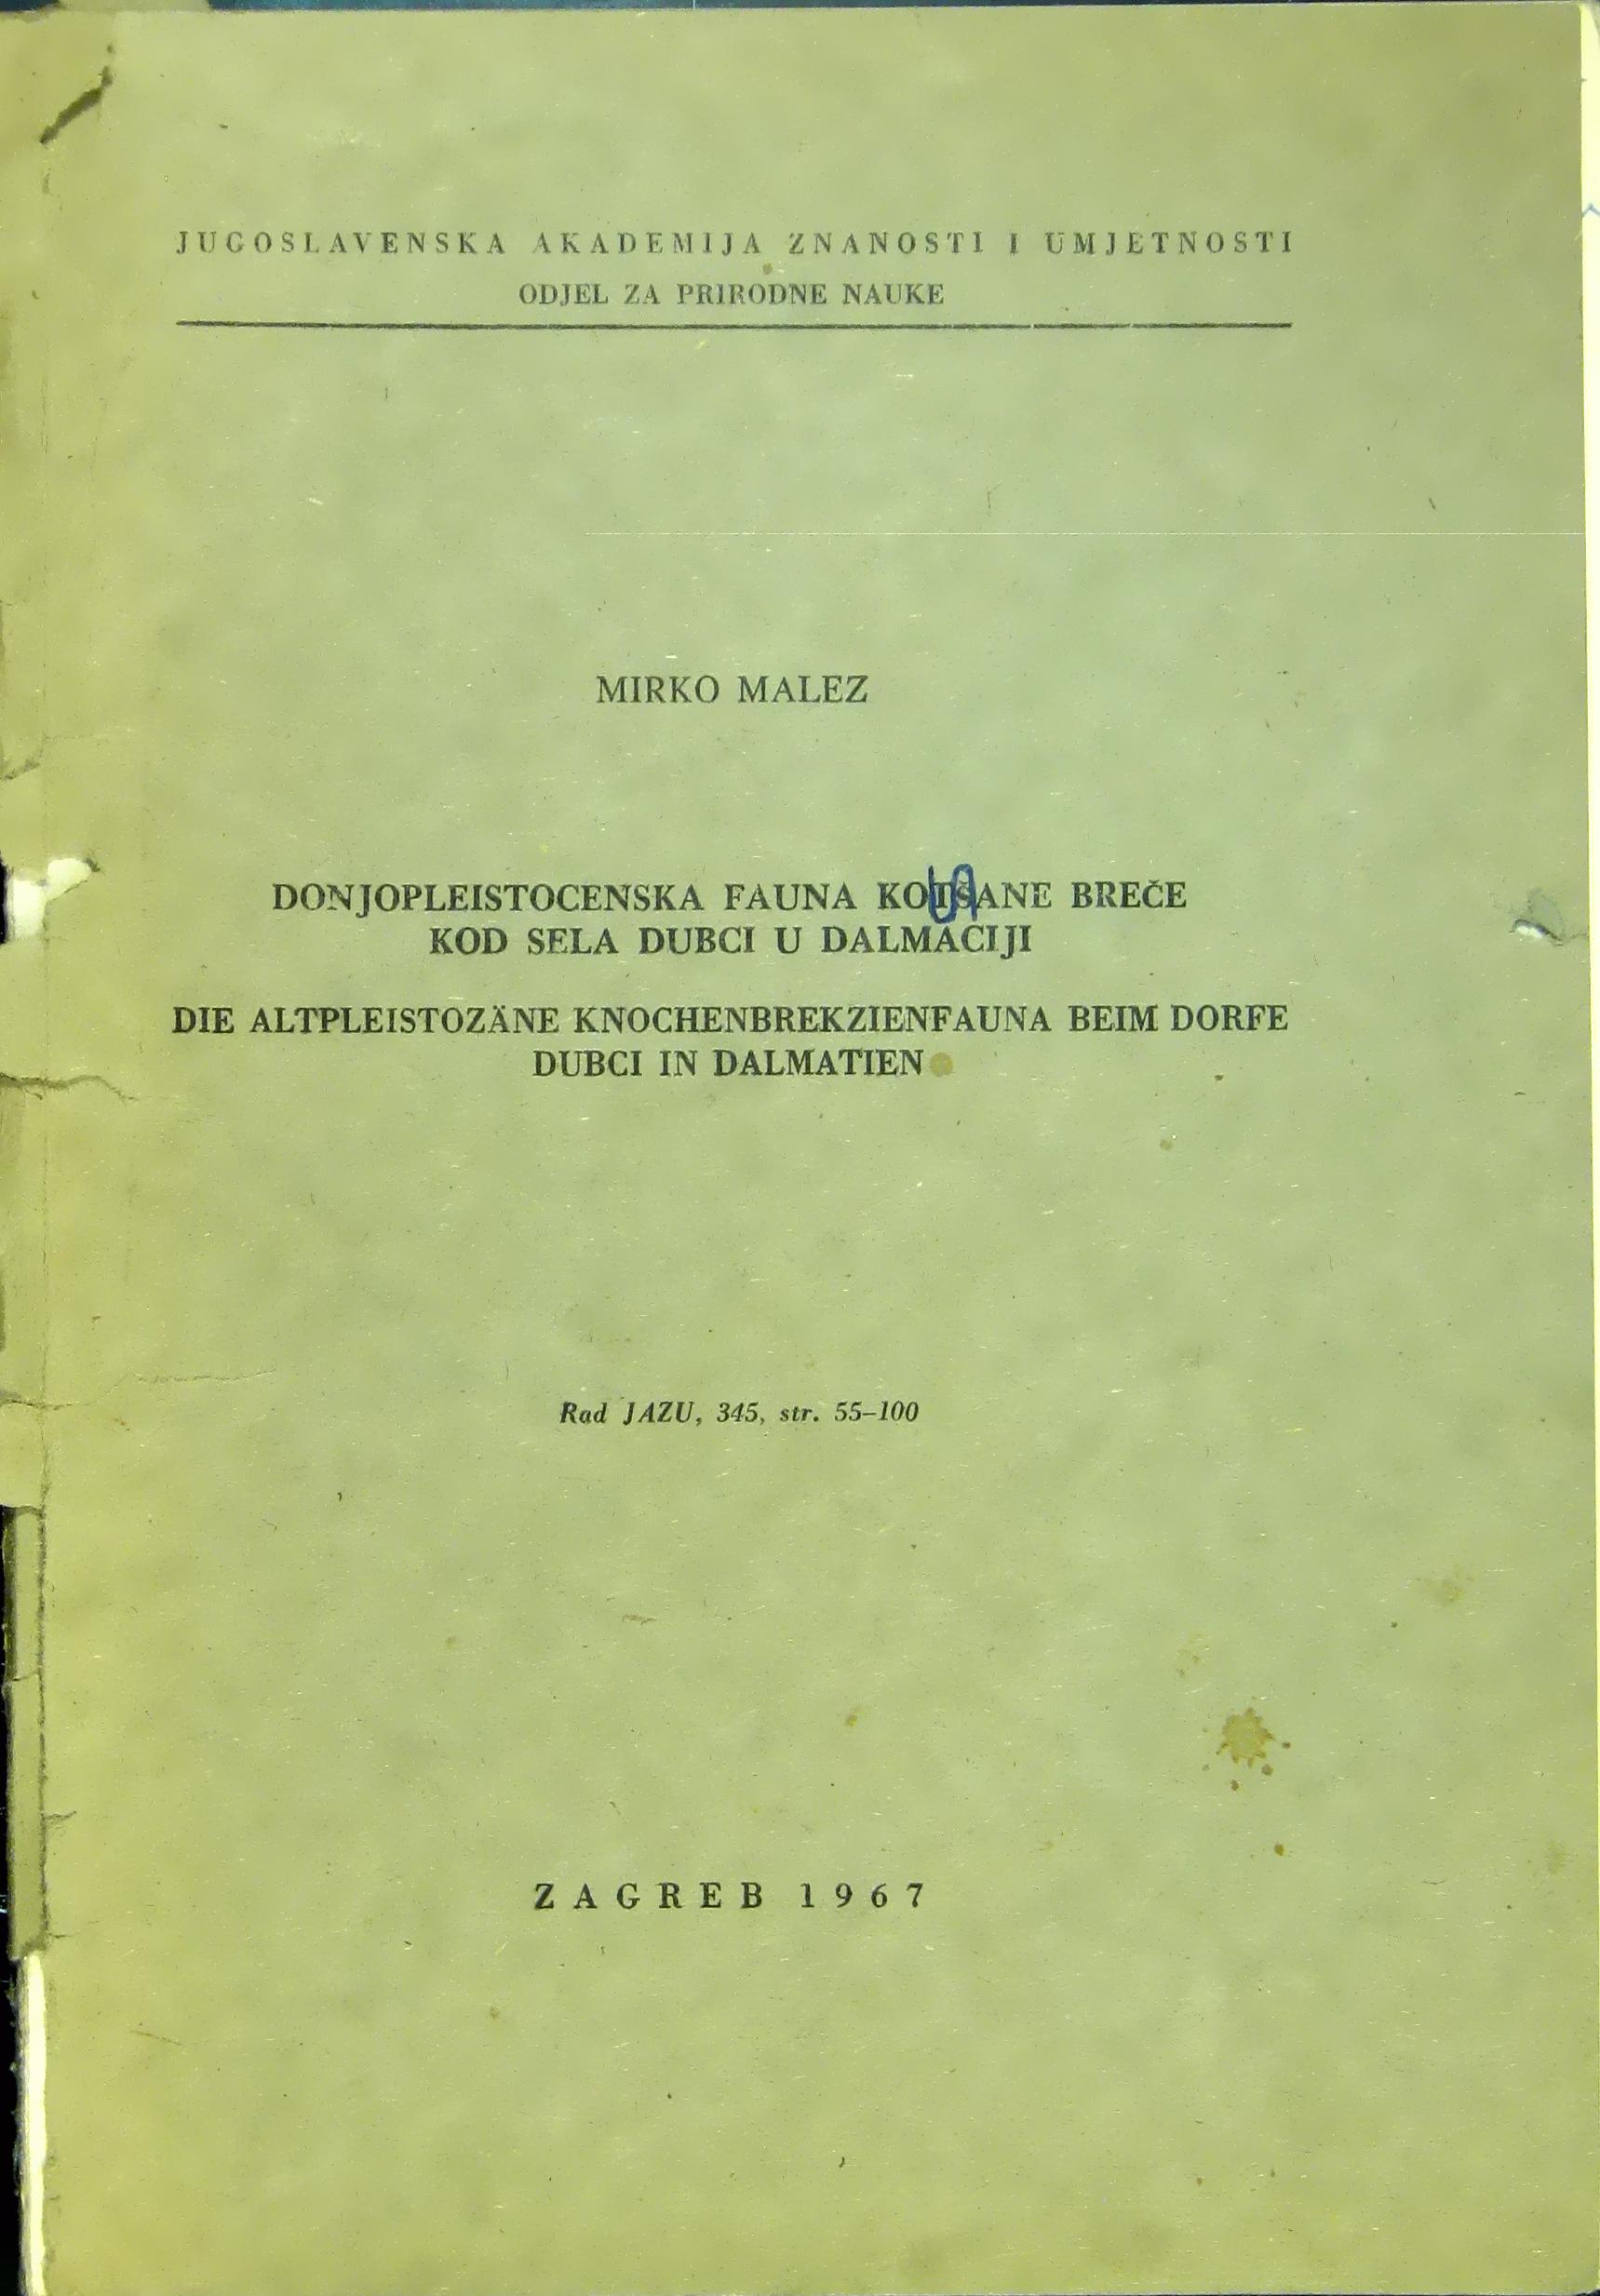 JUGOSLAVENSKA AKADEMIJA ZNANOSTI I UMJETNOSTI
ODJEL ZA PRIRODNE NAUKE
MIRKO MALEZ
DONJOPLEISTOCENSKA FAUNA KOTŠANE BREČE
KOD SELA DUBCI U DALMACIJI
DIE ALTPLEISTOZÄNE KNOCHENBREKZIENFAUNA BEIM DORFE
DUBCI IN DALMATIEN
Rad JAZU, 345, str. 55–100
ZAGREB 1967